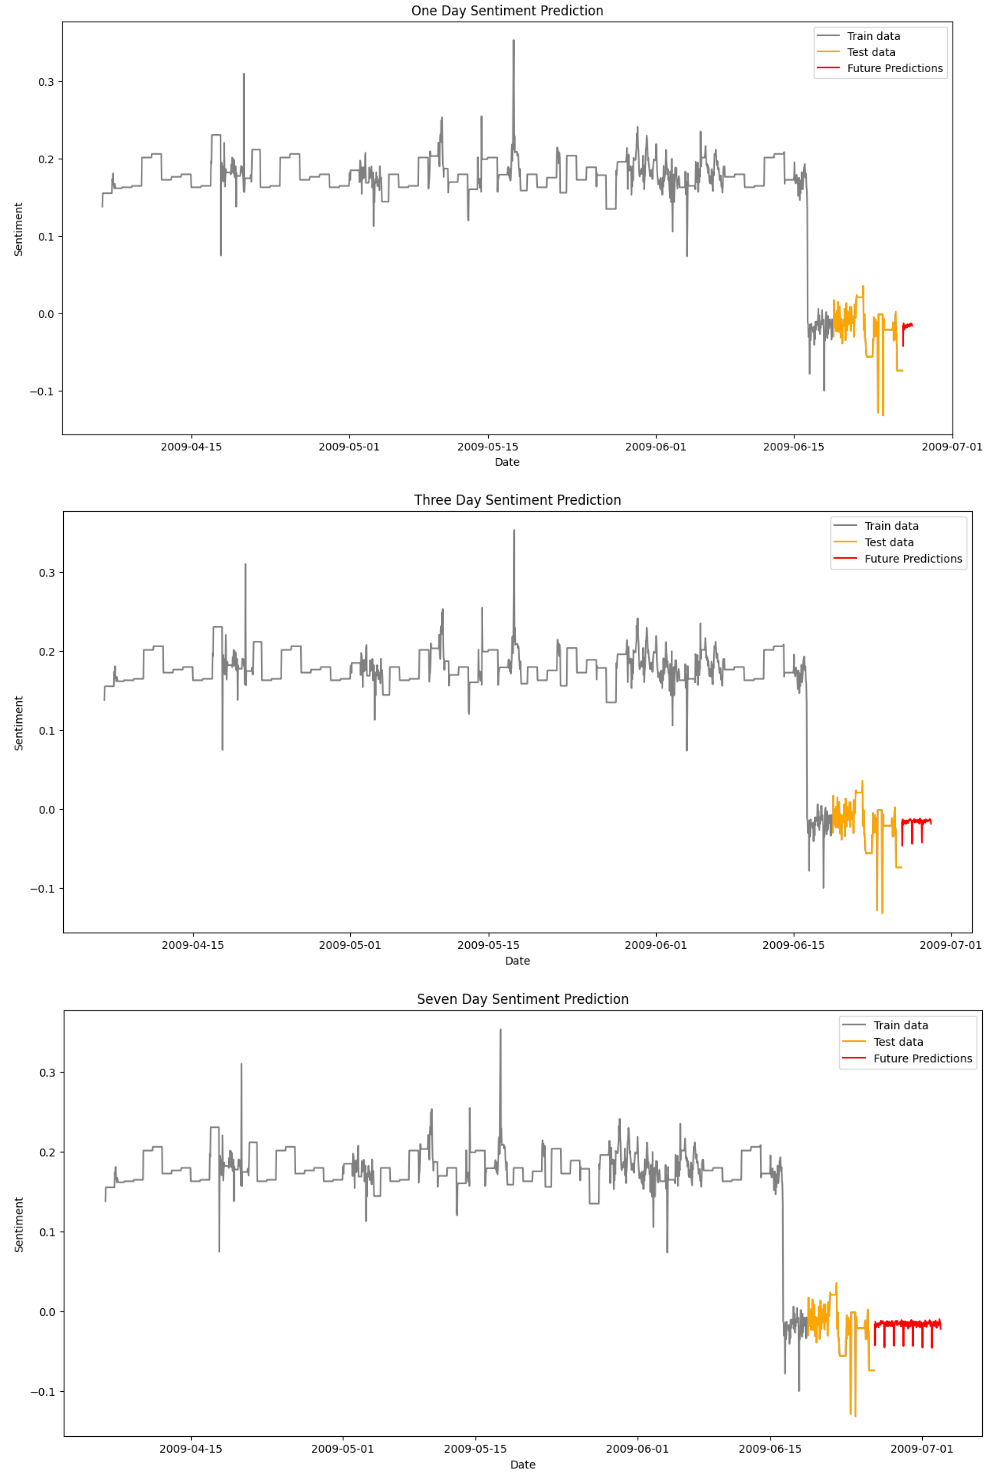 One Day Sentiment Prediction
Train data
Test data
Future Predictions
0.3
0.2
0.1
0.0
−0.1
Sentiment
2009-04-15 2009-05-01 2009-05-15 2009-06-01 2009-06-15 2009-07-01
Date
Three Day Sentiment Prediction
Train data
Test data
Future Predictions
0.3
0.2
0.1
0.0
−0.1
Sentiment
2009-04-15 2009-05-01 2009-05-15 2009-06-01 2009-06-15 2009-07-01
Date
Seven Day Sentiment Prediction
Train data
Test data
Future Predictions
0.3
0.2
0.1
0.0
−0.1
Sentiment
2009-04-15 2009-05-01 2009-05-15 2009-06-01 2009-06-15 2009-07-01
Date